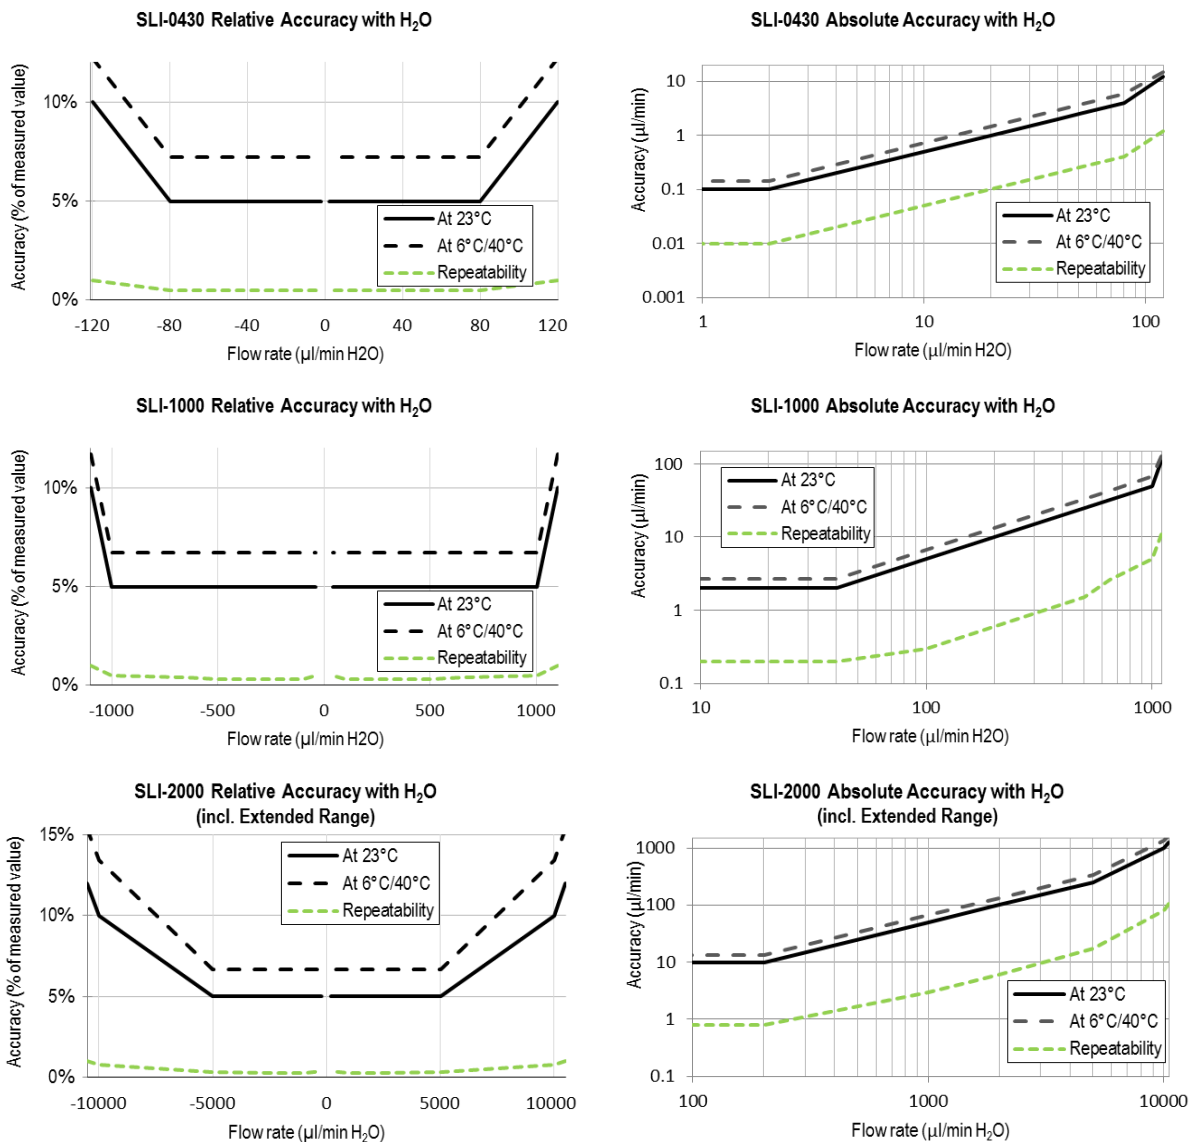 SLI-0430 Relative Accuracy with H₂O
Accuracy (% of measured value)
10%
5%
0%
At 23°C
At 6°C/40°C
Repeatability
-120 -80 -40 0 40 80 120
Flow rate (µl/min H2O)
SLI-0430 Absolute Accuracy with H₂O
Accuracy (µl/min)
10
1
0.1
0.01
0.001
At 23°C
At 6°C/40°C
Repeatability
1 10 100
Flow rate (µl/min H2O)
SLI-1000 Relative Accuracy with H₂O
Accuracy (% of measured value)
10%
5%
0%
At 23°C
At 6°C/40°C
Repeatability
-1000 -500 0 500 1000
Flow rate (µl/min H2O)
SLI-1000 Absolute Accuracy with H₂O
Accuracy (µl/min)
100
10
1
0.1
At 23°C
At 6°C/40°C
Repeatability
10 100 1000
Flow rate (µl/min H2O)
SLI-2000 Relative Accuracy with H₂O
(incl. Extended Range)
Accuracy (% of measured value)
15%
10%
5%
0%
At 23°C
At 6°C/40°C
Repeatability
-10000 -5000 0 5000 10000
Flow rate (µl/min H₂O)
SLI-2000 Absolute Accuracy with H₂O
(incl. Extended Range)
Accuracy (µl/min)
1000
100
10
1
0.1
At 23°C
At 6°C/40°C
Repeatability
100 1000 10000
Flow rate (µl/min H₂O)